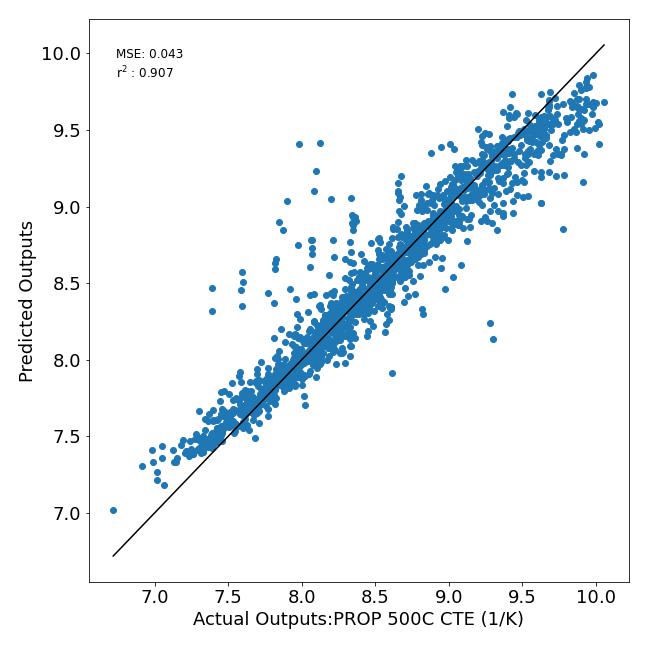 MSE: 0.043
r² : 0.907
10.0
9.5
9.0
8.5
8.0
7.5
7.0
Predicted Outputs
7.0 7.5 8.0 8.5 9.0 9.5 10.0
Actual Outputs:PROP 500C CTE (1/K)